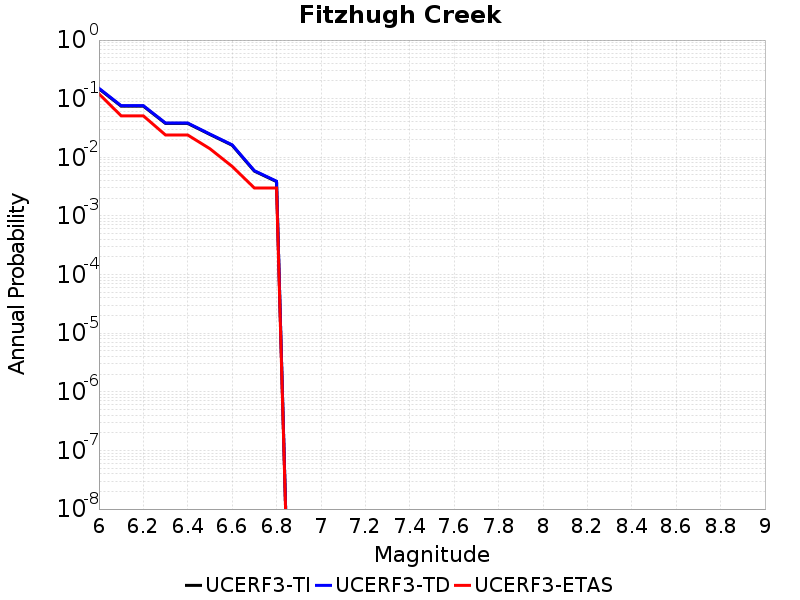 Fitzhugh Creek
Annual Probability
10^0
10^-1
10^-2
10^-3
10^-4
10^-5
10^-6
10^-7
10^-8
6 6.2 6.4 6.6 6.8 7 7.2 7.4 7.6 7.8 8 8.2 8.4 8.6 8.8 9
Magnitude
UCERF3-TI UCERF3-TD UCERF3-ETAS